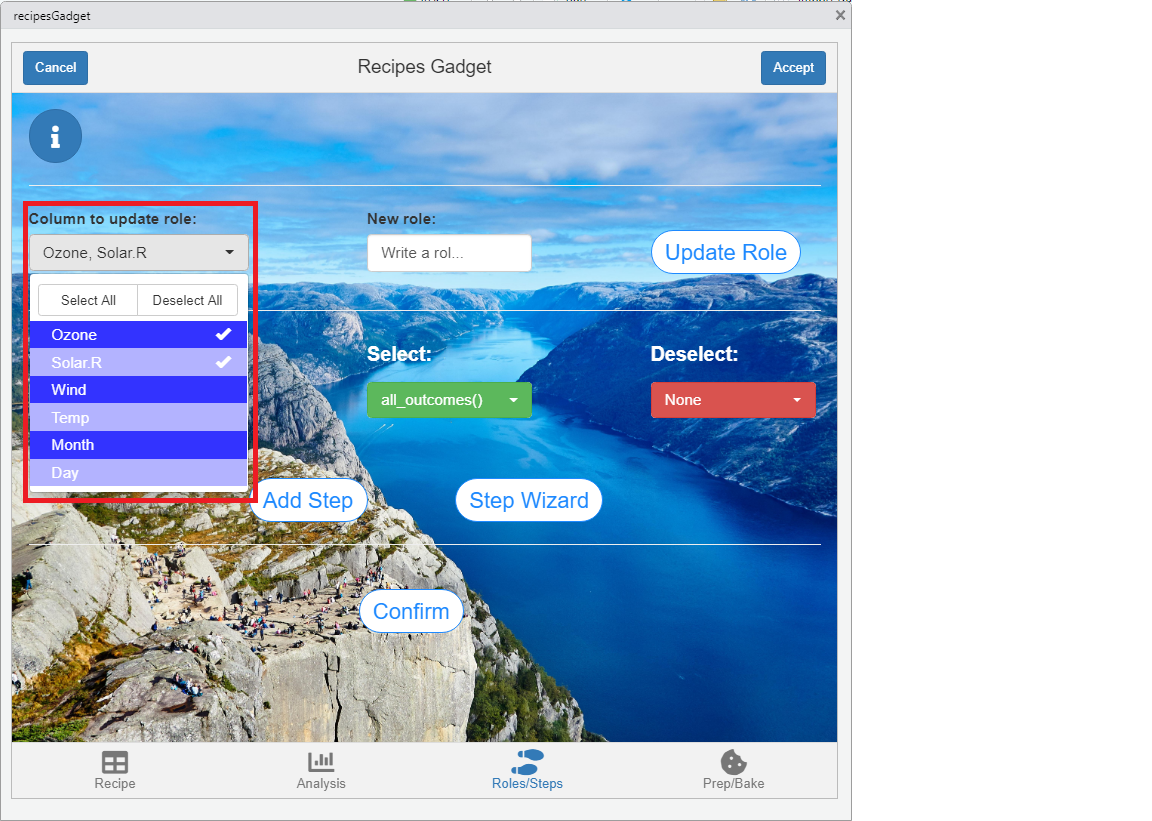 recipesGadget
Cancel
Recipes Gadget
Accept
Column to update role:
New role:
Ozone, Solar.R
Write a rol...
Update Role
Select All
Deselect All
Ozone
Solar.R
Wind
Temp
Month
Day
Select:
Deselect:
all_outcomes()
None
Add Step
Step Wizard
Confirm
Recipe
Analysis
Roles/Steps
Prep/Bake